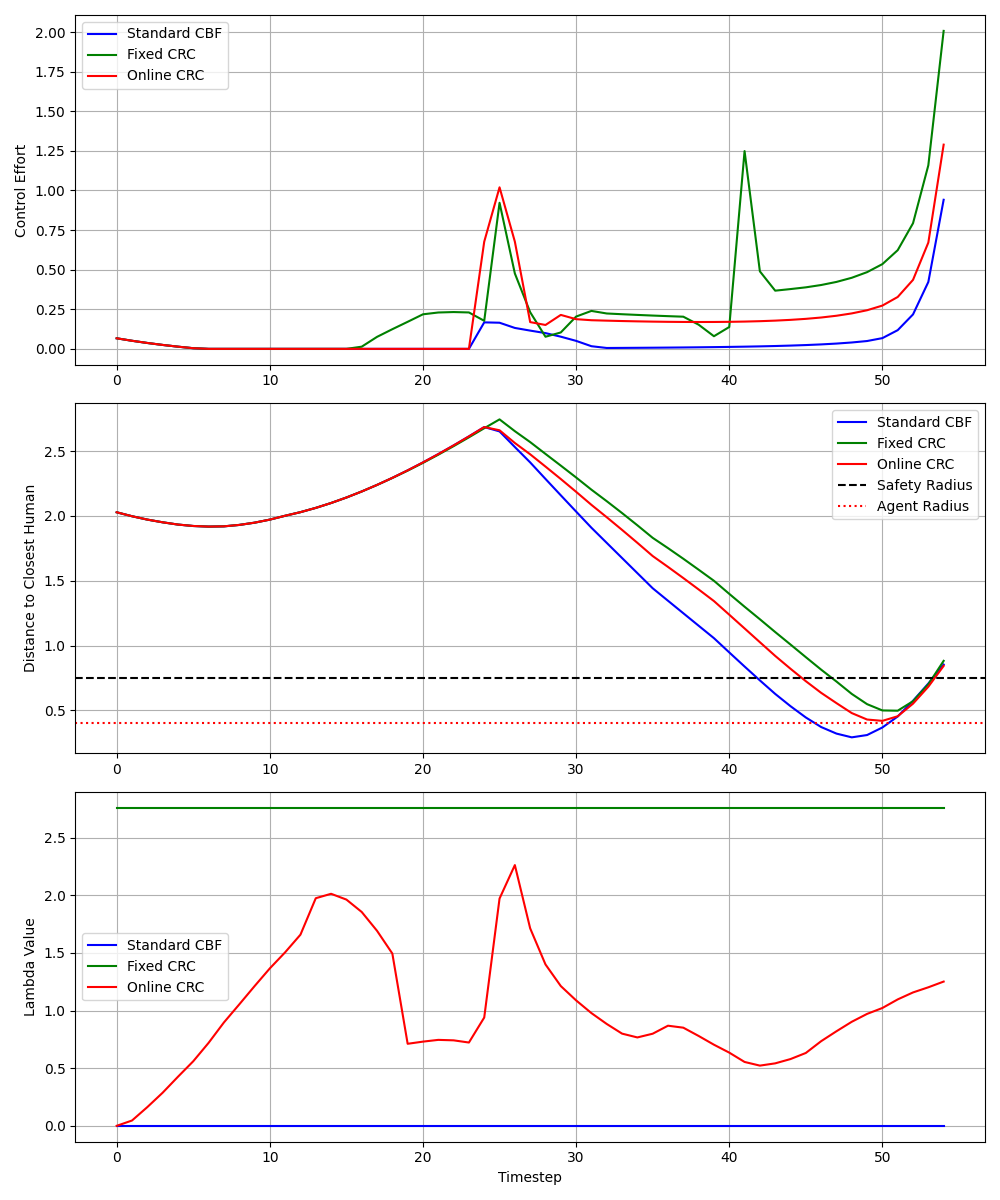 2.00
1.75
1.50
1.25
1.00
0.75
0.50
0.25
0.00
Control Effort
Standard CBF
Fixed CRC
Online CRC
0 10 20 30 40 50
2.5
2.0
1.5
1.0
0.5
Distance to Closest Human
Standard CBF
Fixed CRC
Online CRC
Safety Radius
Agent Radius
0 10 20 30 40 50
2.5
2.0
1.5
1.0
0.5
0.0
Lambda Value
Standard CBF
Fixed CRC
Online CRC
0 10 20 30 40 50
Timestep